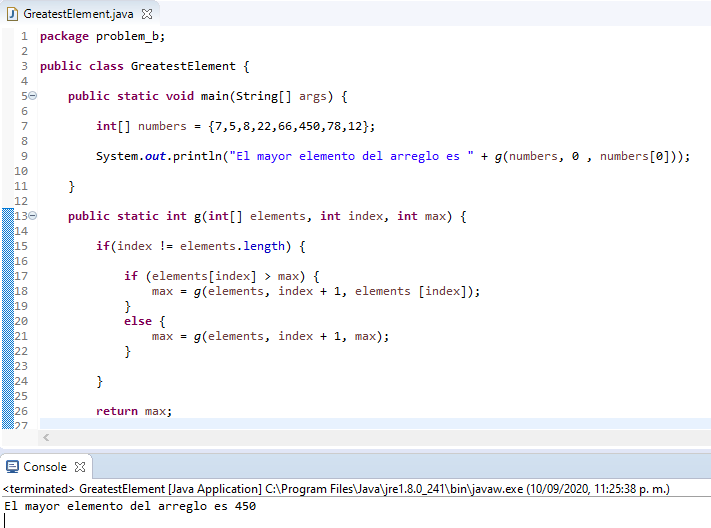 GreatestElement.java
1 package problem_b;
2
3 public class GreatestElement {
4
5 public static void main(String[] args) {
6
7 int[] numbers = {7,5,8,22,66,450,78,12};
8
9 System.out.println("El mayor elemento del arreglo es " + g(numbers, 0 , numbers[0]));
10
11 }
12
13 public static int g(int[] elements, int index, int max) {
14
15 if(index != elements.length) {
16
17 if (elements[index] > max) {
18 max = g(elements, index + 1, elements [index]);
19 }
20 else {
21 max = g(elements, index + 1, max);
22 }
23
24 }
25
26 return max;
27
Console
<terminated> GreatestElement [Java Application] C:\Program Files\Java\jre1.8.0_241\bin\javaw.exe (10/09/2020, 11:25:38 p. m.)
El mayor elemento del arreglo es 450